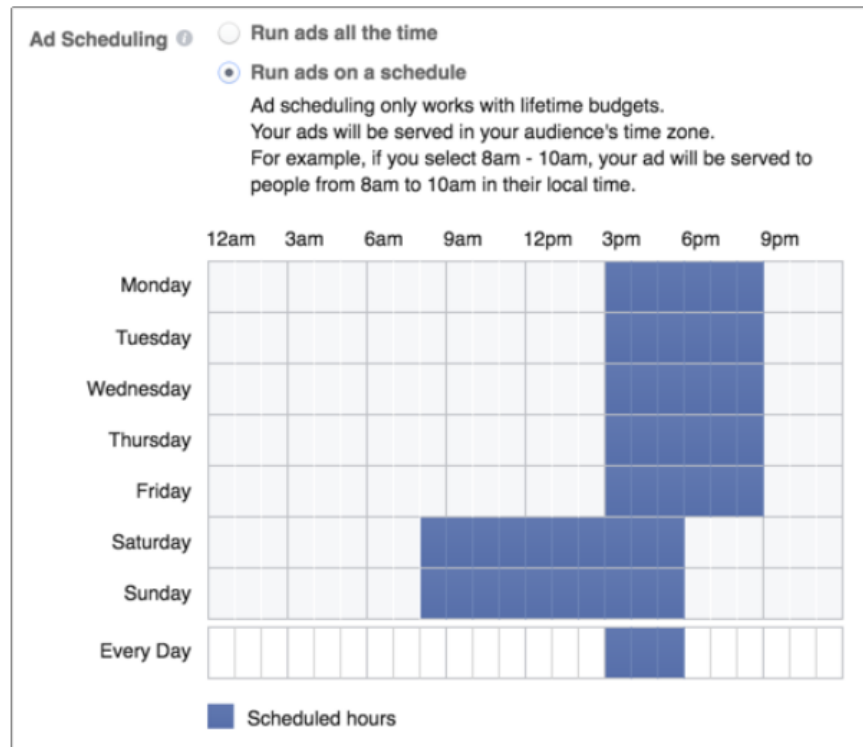 Ad Scheduling
Run ads all the time
Run ads on a schedule
Ad scheduling only works with lifetime budgets.
Your ads will be served in your audience's time zone.
For example, if you select 8am - 10am, your ad will be served to
people from 8am to 10am in their local time.
12am 3am 6am 9am 12pm 3pm 6pm 9pm
Monday
Tuesday
Wednesday
Thursday
Friday
Saturday
Sunday
Every Day
Scheduled hours